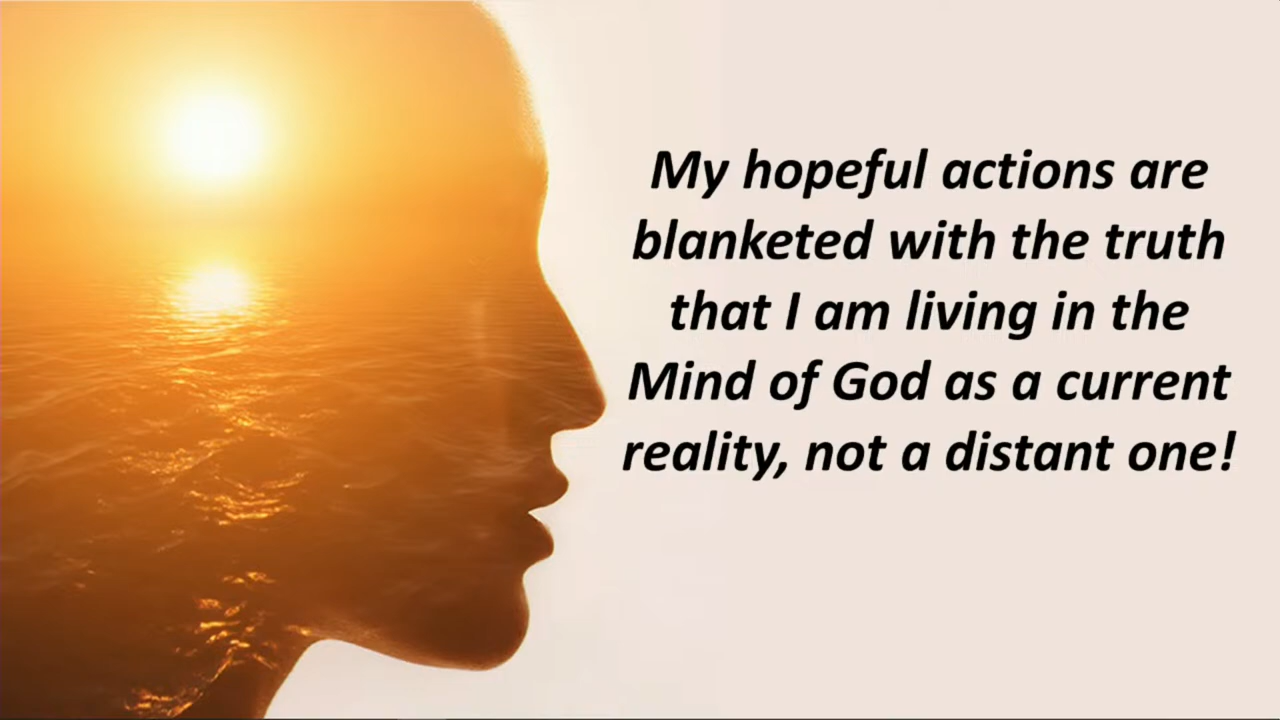 My hopeful actions are
blanketed with the truth
that I am living in the
Mind of God as a current
reality, not a distant one!